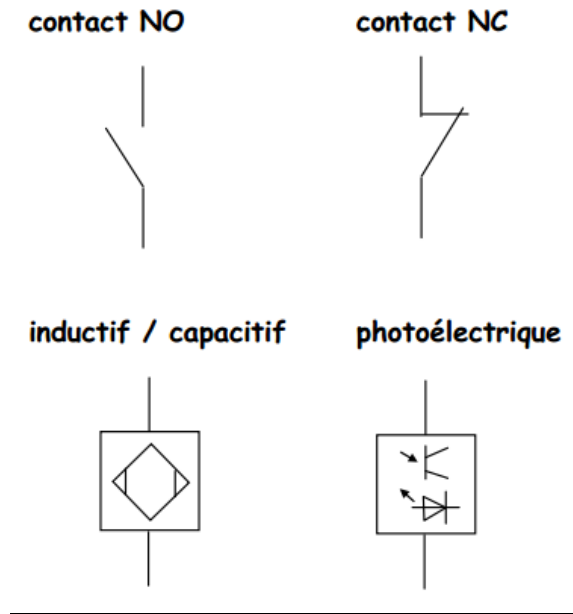 contact NO
contact NC
inductif / capacitif
photoélectrique